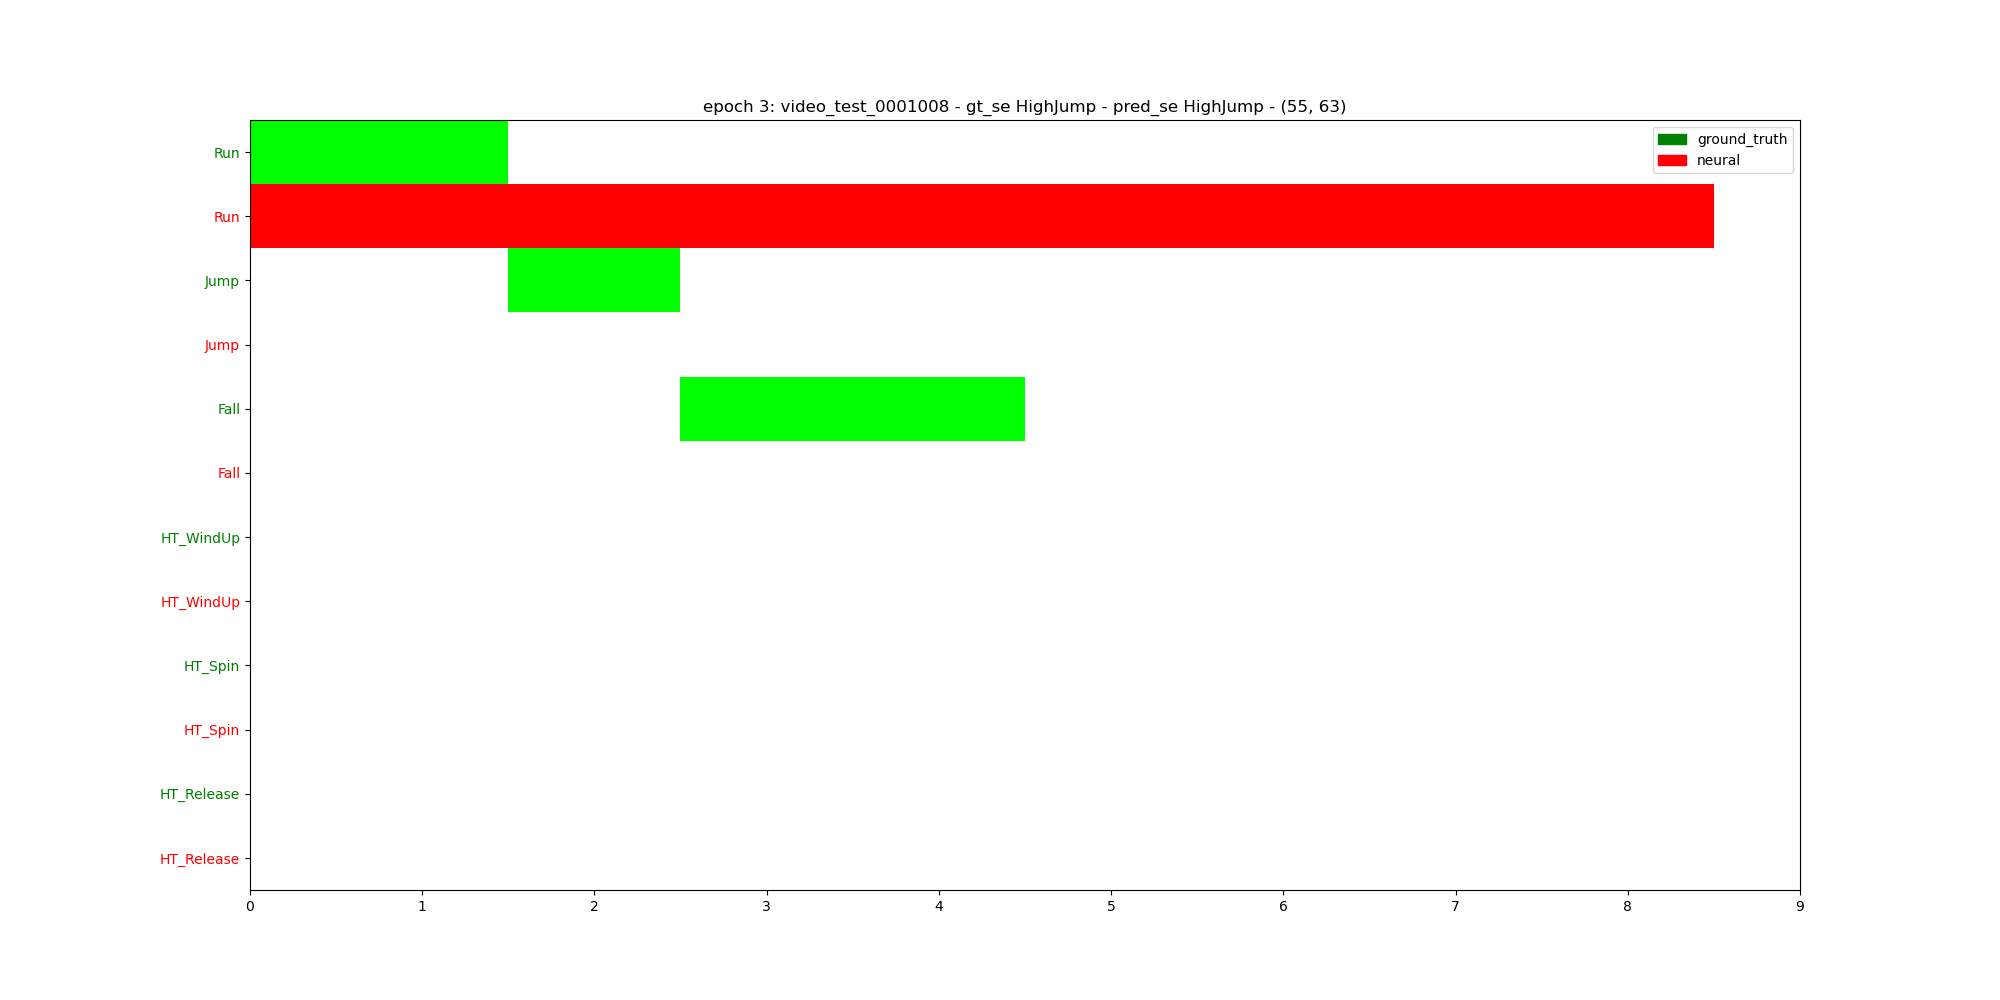 epoch 3: video_test_0001008 - gt_se HighJump - pred_se HighJump - (55, 63)
ground_truth
neural
Run
Run
Jump
Jump
Fall
Fall
HT_WindUp
HT_WindUp
HT_Spin
HT_Spin
HT_Release
HT_Release
0 1 2 3 4 5 6 7 8 9